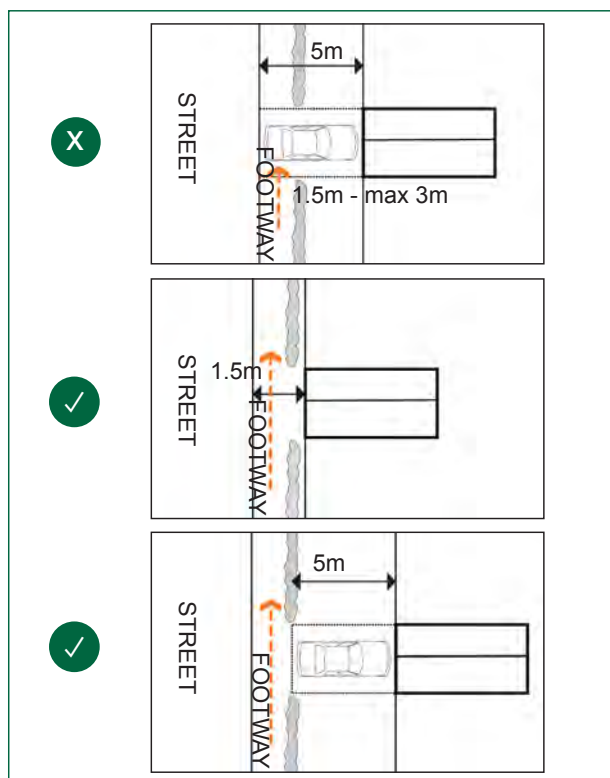 X
5m
STREET
FOOTWAY
1.5m - max 3m
✓
1.5m
STREET
FOOTWAY
✓
5m
STREET
FOOTWAY